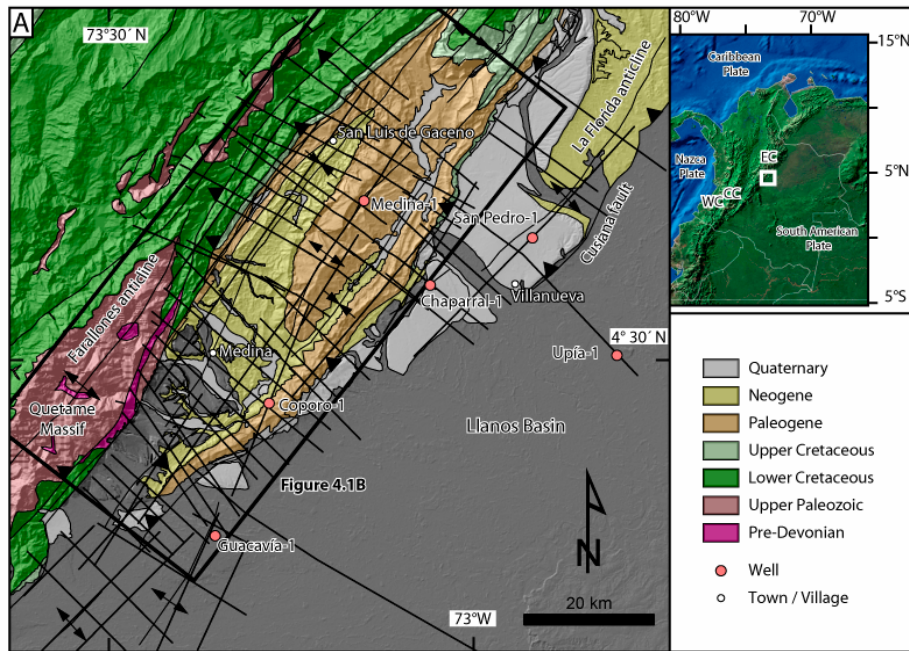 A
73°30´ N
San Luis de Gaceno
La Florida anticline
Medina-1
San Pedro-1
Cusiana fault
Chaparral-1
Villanueva
Farallones anticline
Medina
4° 30´ N
Upía-1
Quetame
Massif
Coporo-1
Llanos Basin
Figure 4.1B
Guacavía-1
N
73°W
20 km
80°W
70°W
15°N
Caribbean
Plate
Nazca
Plate
EC
5°N
CC
WC
South American
Plate
5°S
Quaternary
Neogene
Paleogene
Upper Cretaceous
Lower Cretaceous
Upper Paleozoic
Pre-Devonian
Well
Town / Village